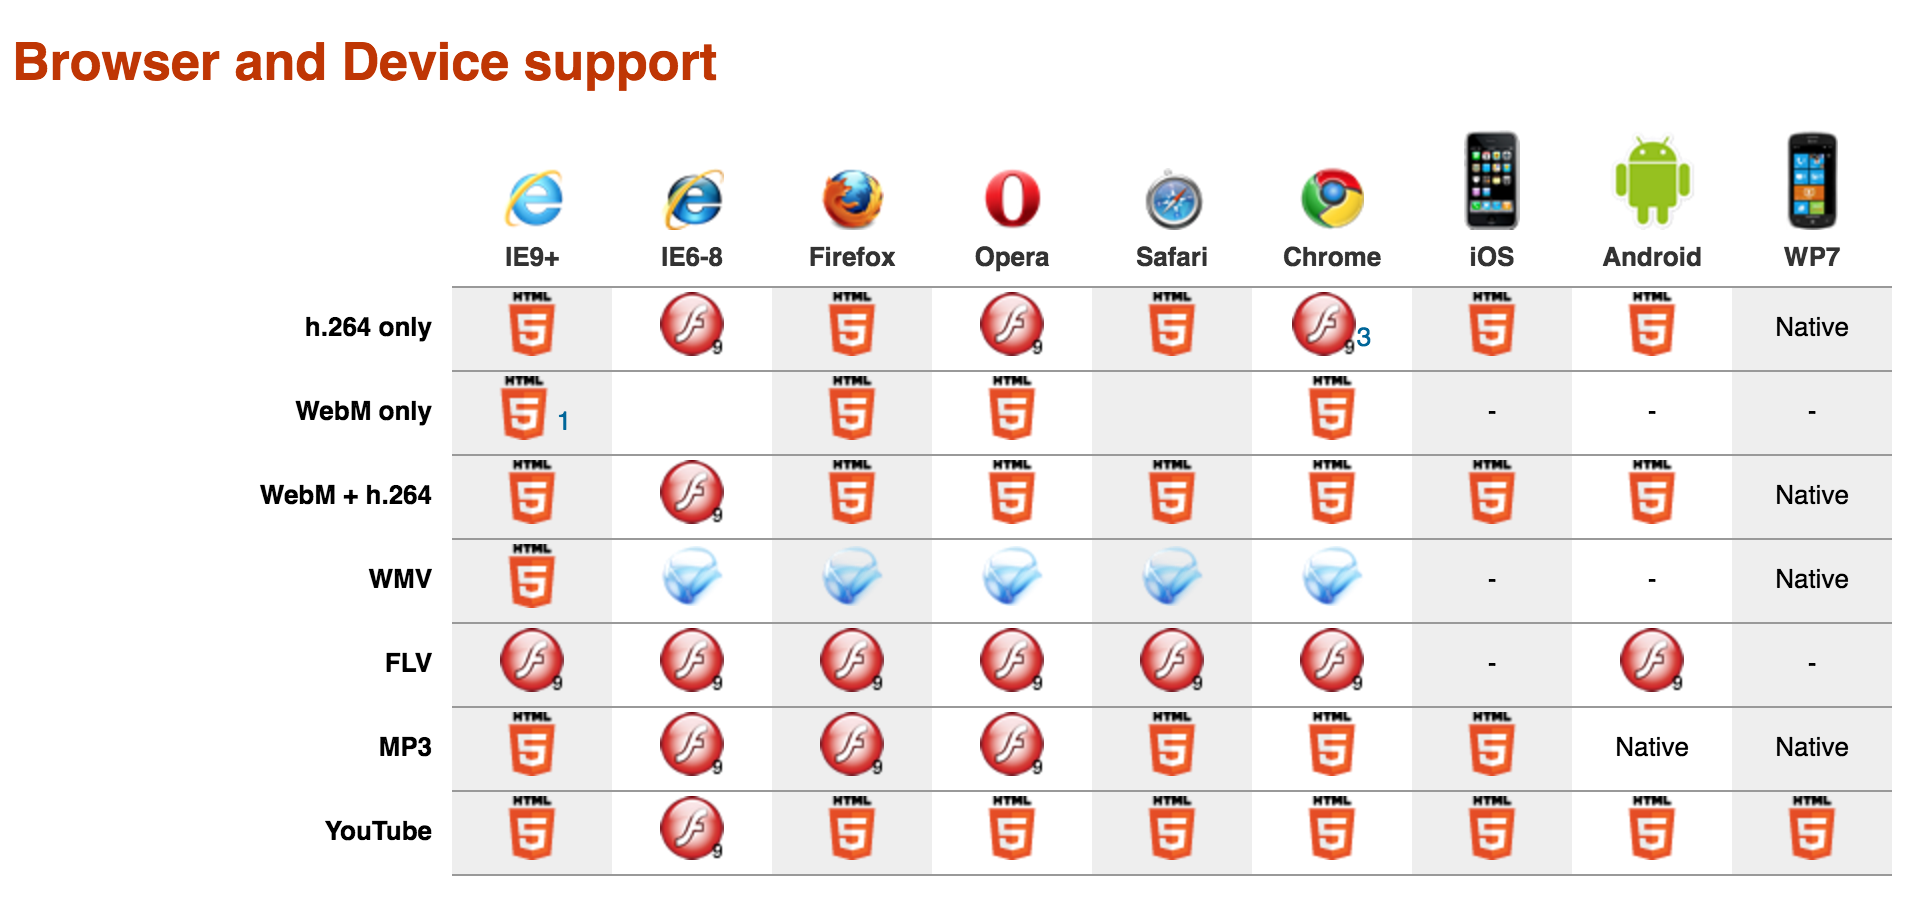 Browser and Device support
IE9+ IE6-8 Firefox Opera Safari Chrome iOS Android WP7
h.264 only HTML 5 9 HTML 5 9 HTML 5 9 3 HTML 5 HTML 5 Native
WebM only HTML 5 1 HTML 5 HTML 5 HTML 5 - - -
WebM + h.264 HTML 5 9 HTML 5 HTML 5 HTML 5 HTML 5 HTML 5 HTML 5 Native
WMV HTML 5 - - Native
FLV 9 9 9 9 9 9 - 9 -
MP3 HTML 5 9 9 9 HTML 5 HTML 5 HTML 5 Native Native
YouTube HTML 5 9 HTML 5 HTML 5 HTML 5 HTML 5 HTML 5 HTML 5 HTML 5